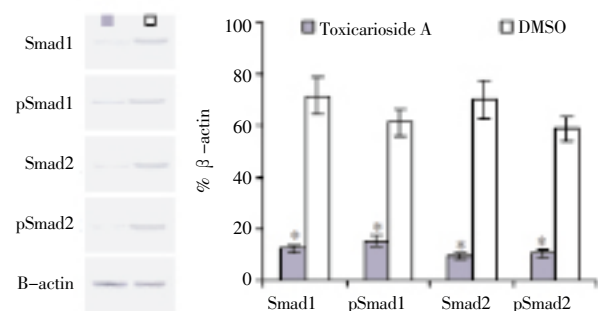 Smad1
pSmad1
Smad2
pSmad2
B-actin
% β-actin
100
80
60
40
20
0
Toxicarioside A
DMSO
* * * *
Smad1 pSmad1 Smad2 pSmad2